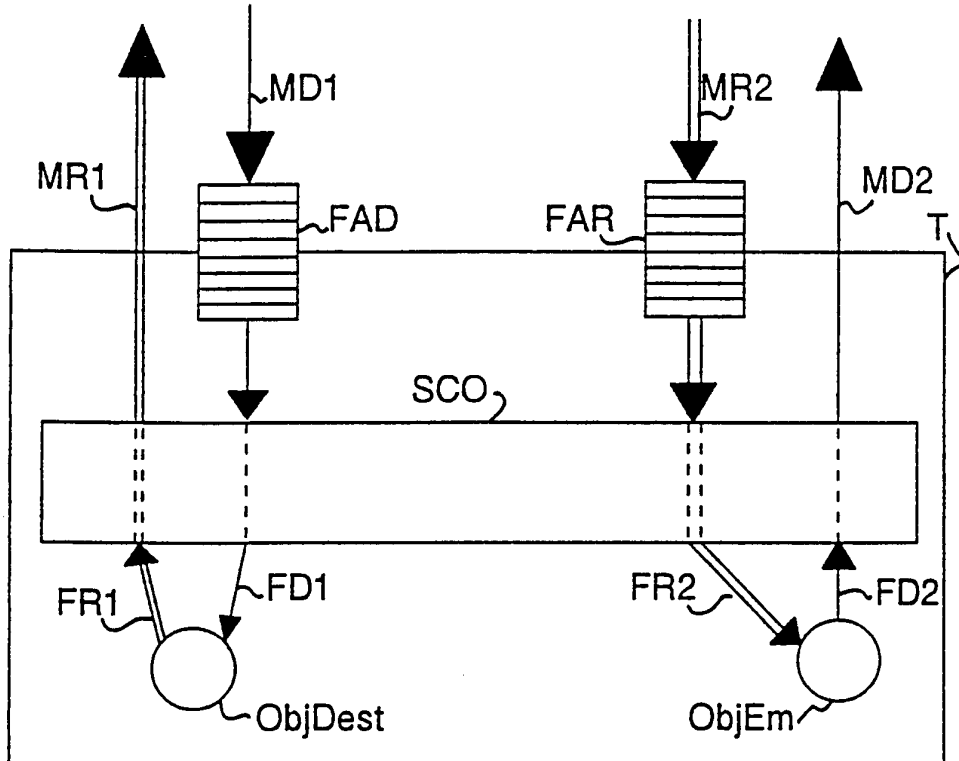 MD1
MR2
MR1
MD2
FAD
FAR
T
SCO
FR1
FD1
FR2
FD2
ObjDest
ObjEm